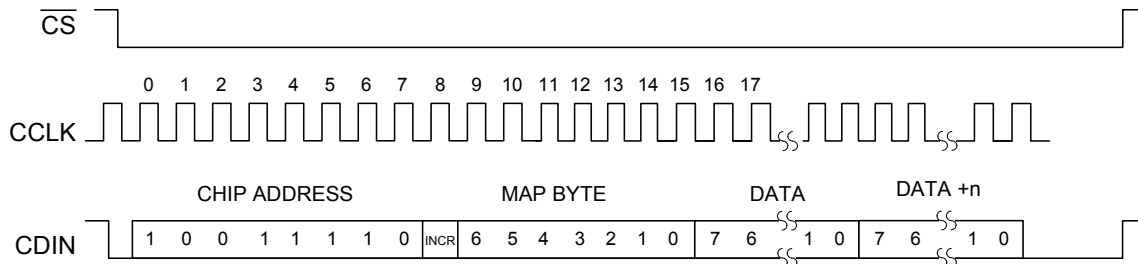 CS
0 1 2 3 4 5 6 7 8 9 10 11 12 13 14 15 16 17
CCLK
CHIP ADDRESS MAP BYTE DATA DATA +n
CDIN 1 0 0 1 1 1 1 0 INCR 6 5 4 3 2 1 0 7 6 1 0 7 6 1 0